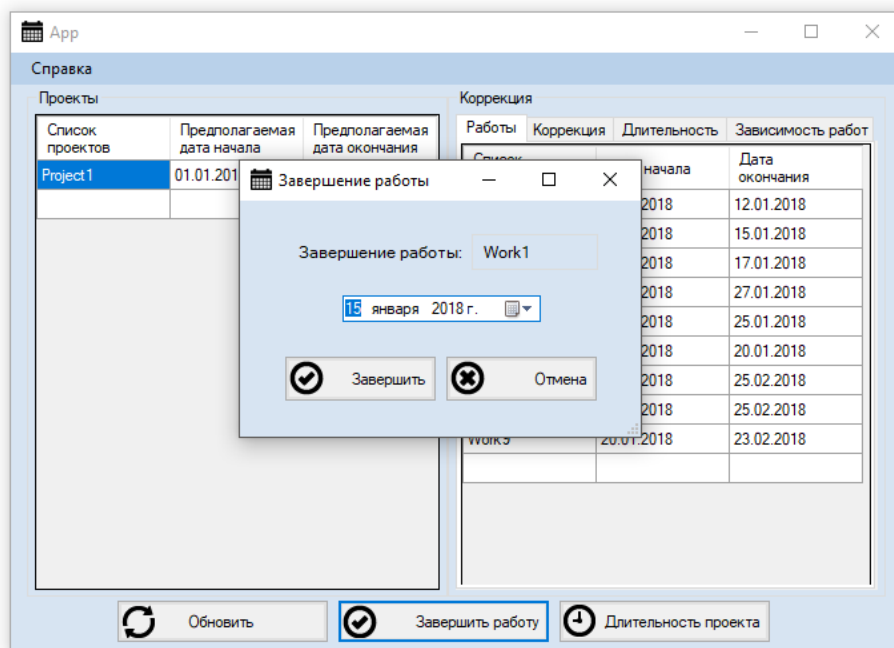 App
Справка
Проекты
Список проектов
Предполагаемая дата начала
Предполагаемая дата окончания
Project1
01.01.201
Коррекция
Работы
Коррекция
Длительность
Зависимость работ
начала
Дата окончания
2018 12.01.2018
2018 15.01.2018
2018 17.01.2018
2018 27.01.2018
2018 25.01.2018
2018 20.01.2018
2018 25.02.2018
2018 25.02.2018
Work9 20.01.2018 23.02.2018
Завершение работы
Завершение работы: Work1
15 января 2018 г.
Завершить
Отмена
Обновить
Завершить работу
Длительность проекта